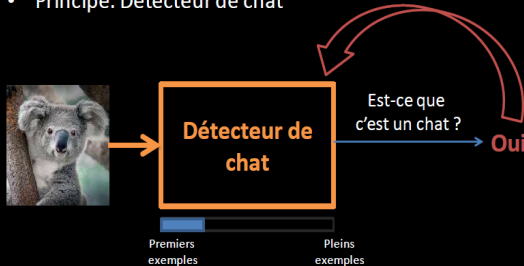 • Principe: Détecteur de chat
Est-ce que
c'est un chat ?
Détecteur de
chat
Oui
Premiers
exemples
Pleins
exemples